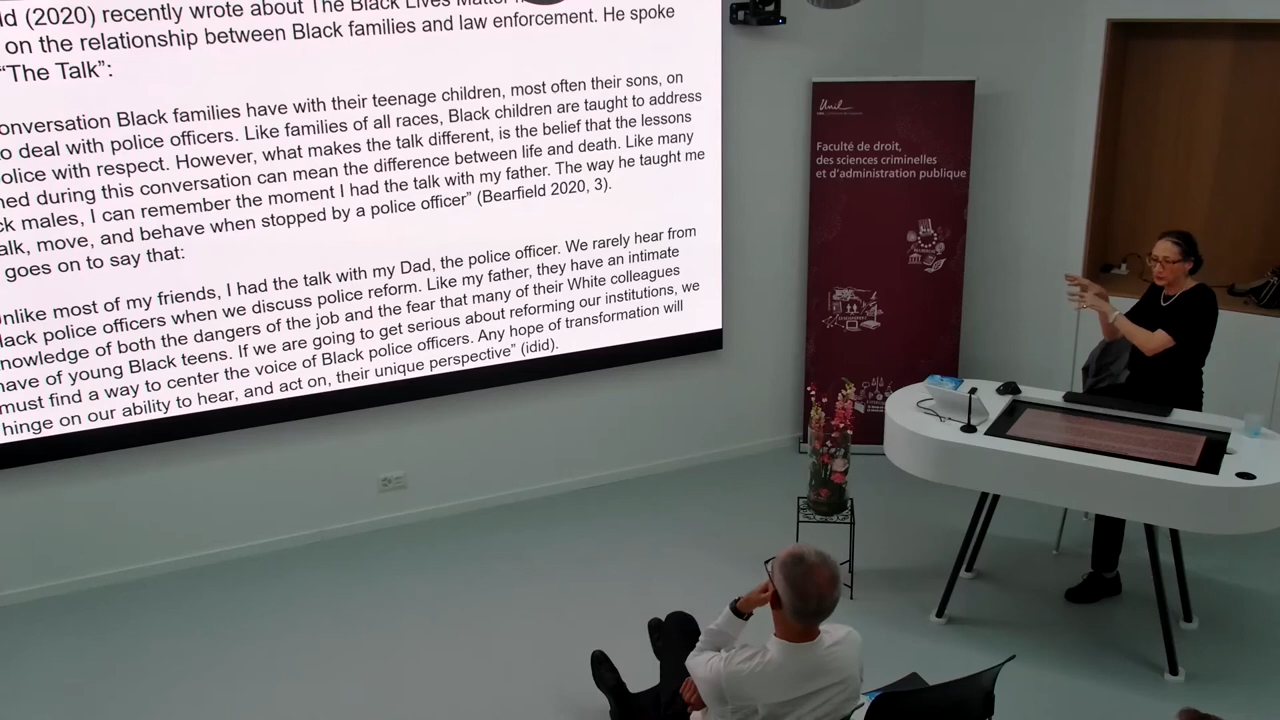 ld (2020) recently wrote about The Black Lives Matter
on the relationship between Black families and law enforcement. He spoke
“The Talk”:
onversation Black families have with their teenage children, most often their sons, on
o deal with police officers. Like families of all races, Black children are taught to address
olice with respect. However, what makes the talk different, is the belief that the lessons
ned during this conversation can mean the difference between life and death. Like many
ck males, I can remember the moment I had the talk with my father. The way he taught me
alk, move, and behave when stopped by a police officer” (Bearfield 2020, 3).
goes on to say that:
nlike most of my friends, I had the talk with my Dad, the police officer. We rarely hear from
lack police officers when we discuss police reform. Like my father, they have an intimate
nowledge of both the dangers of the job and the fear that many of their White colleagues
have of young Black teens. If we are going to get serious about reforming our institutions, we
must find a way to center the voice of Black police officers. Any hope of transformation will
hinge on our ability to hear, and act on, their unique perspective” (idid).
Unil
Faculté de droit,
des sciences criminelles
et d’administration publique